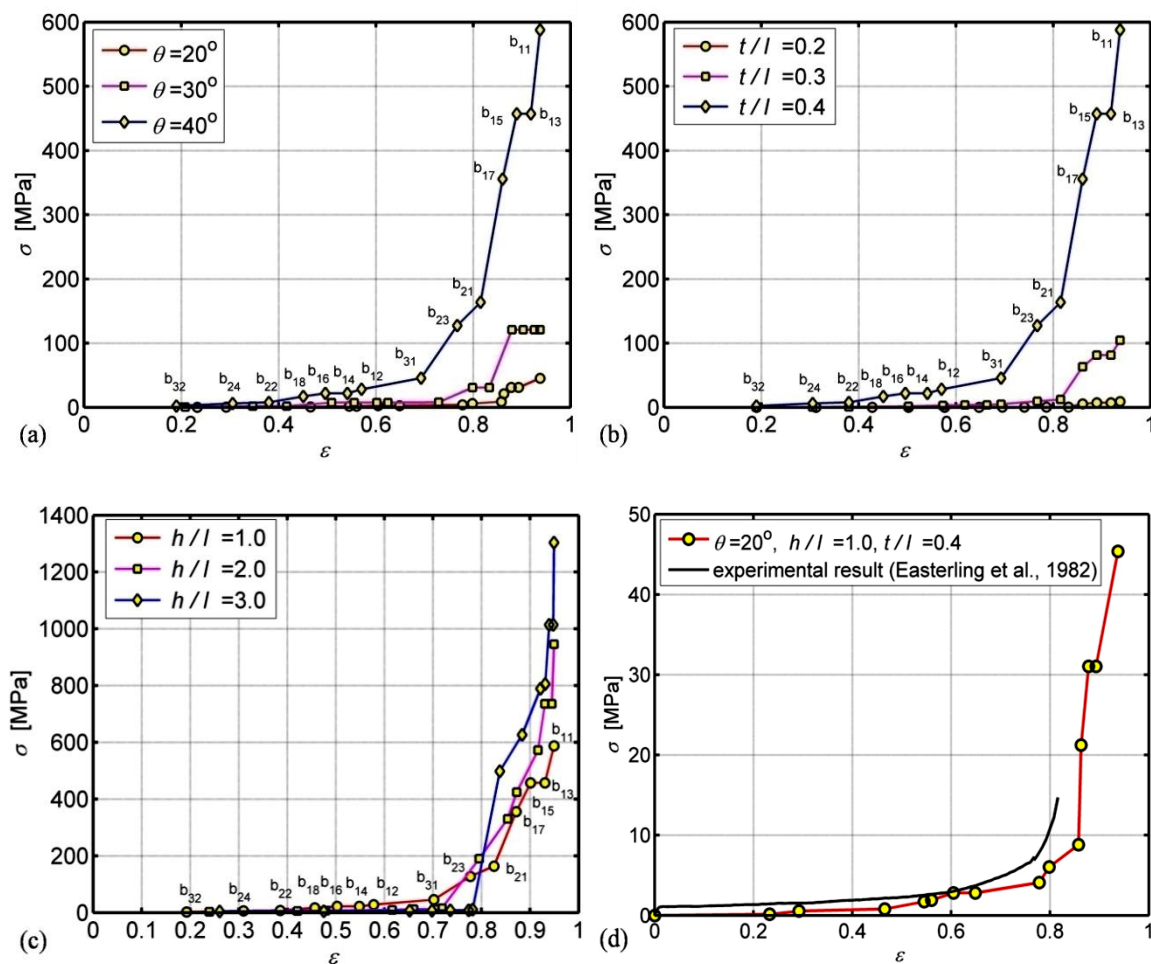 600
500
400
300
200
100
0
σ [MPa]
θ =20°
θ =30°
θ =40°
b11
b15
b13
b17
b21
b23
b31
b32
b24
b22
b18
b16
b14
b12
0
0.2
0.4
0.6
0.8
1
ε
(a)
600
500
400
300
200
100
0
σ [MPa]
t / l =0.2
t / l =0.3
t / l =0.4
b11
b15
b13
b17
b21
b23
b31
b32
b24
b22
b18
b16
b14
b12
0
0.2
0.4
0.6
0.8
1
ε
(b)
1400
1200
1000
800
600
400
200
0
σ [MPa]
h / l =1.0
h / l =2.0
h / l =3.0
b11
b13
b15
b17
b23
b21
b32
b24
b22
b18
b16
b14
b12
b31
0 0.1 0.2 0.3 0.4 0.5 0.6 0.7 0.8 0.9 1
ε
(c)
50
40
30
20
10
0
σ [MPa]
θ =20°, h / l =1.0, t / l =0.4
experimental result (Easterling et al., 1982)
0
0.2
0.4
0.6
0.8
1
ε
(d)